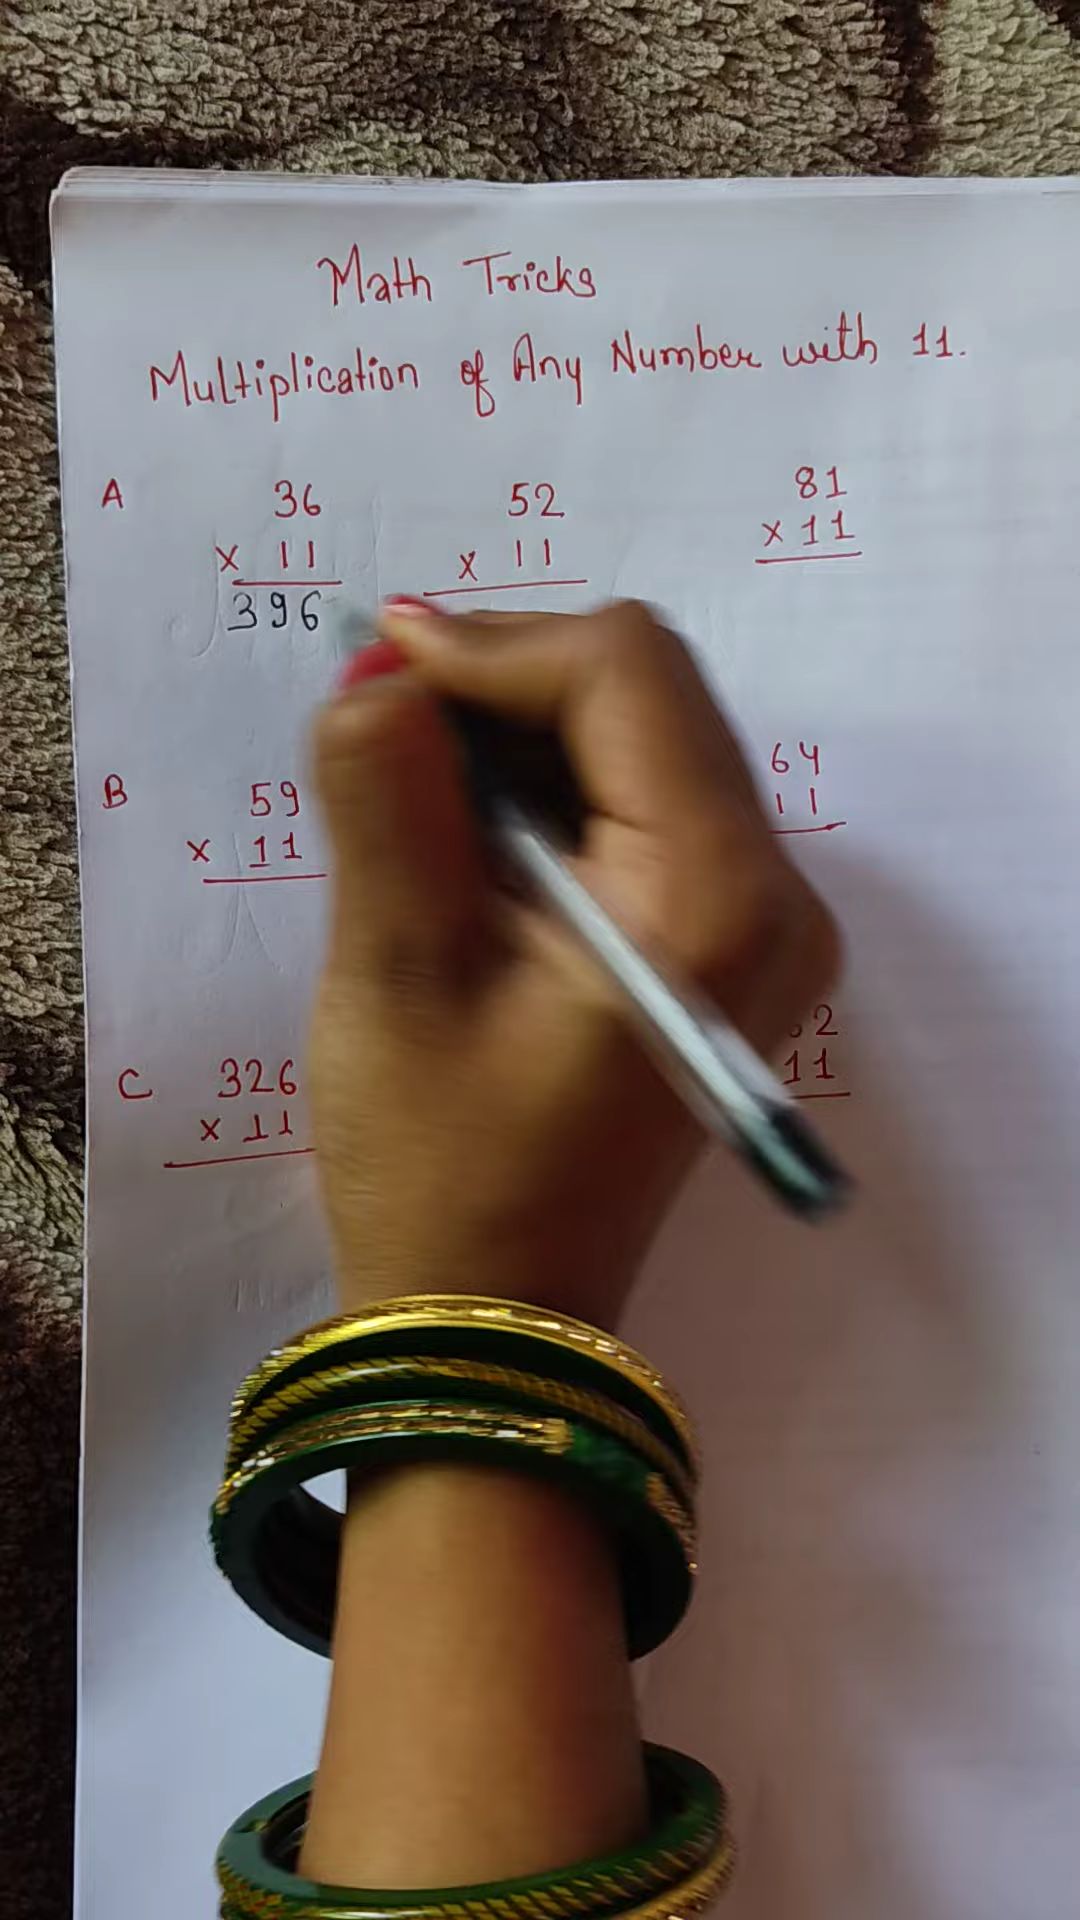 Math Tricks
Multiplication of Any Number with 11.
A 36 52 81
x 11 x 11 x 11
396
B 59 64
x 11 11
C 326 2
x 11 11